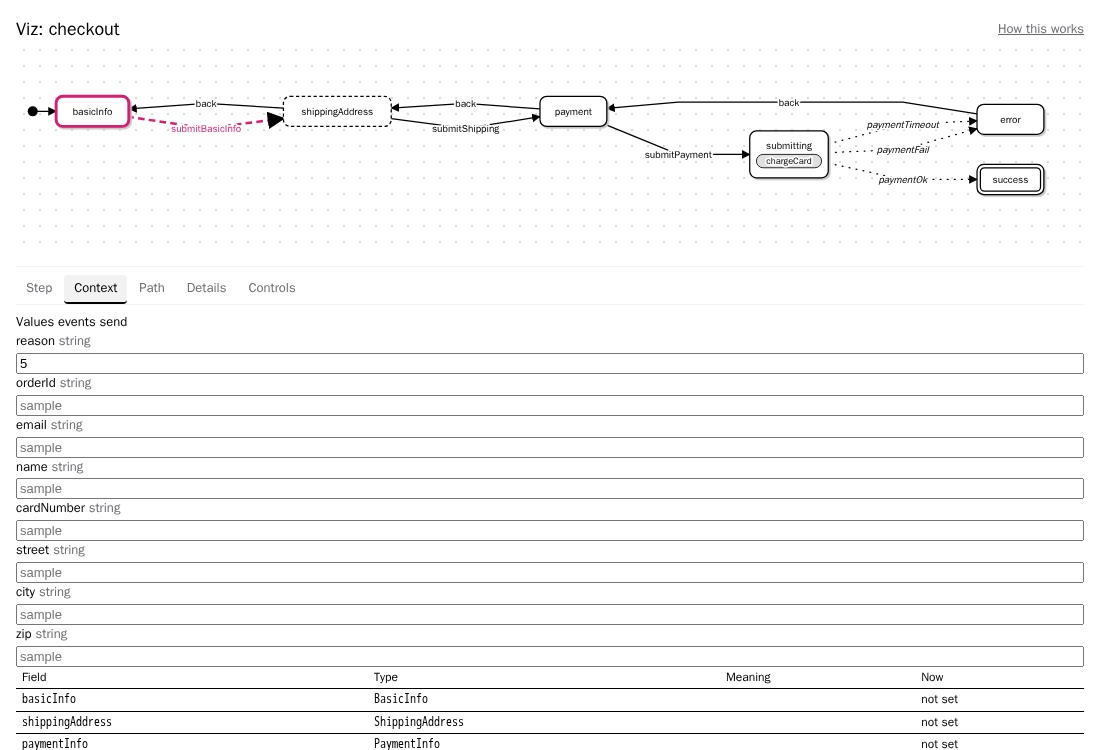 Viz: checkout
How this works
basicInfo
back
submitBasicInfo
shippingAddress
back
submitShipping
payment
back
submitPayment
submitting
chargeCard
paymentTimeout
paymentFail
paymentOk
error
success
Step Context Path Details Controls
Values events send
reason string
5
orderId string
sample
email string
sample
name string
sample
cardNumber string
sample
street string
sample
city string
sample
zip string
sample
Field Type Meaning Now
basicInfo BasicInfo not set
shippingAddress ShippingAddress not set
paymentInfo PaymentInfo not set